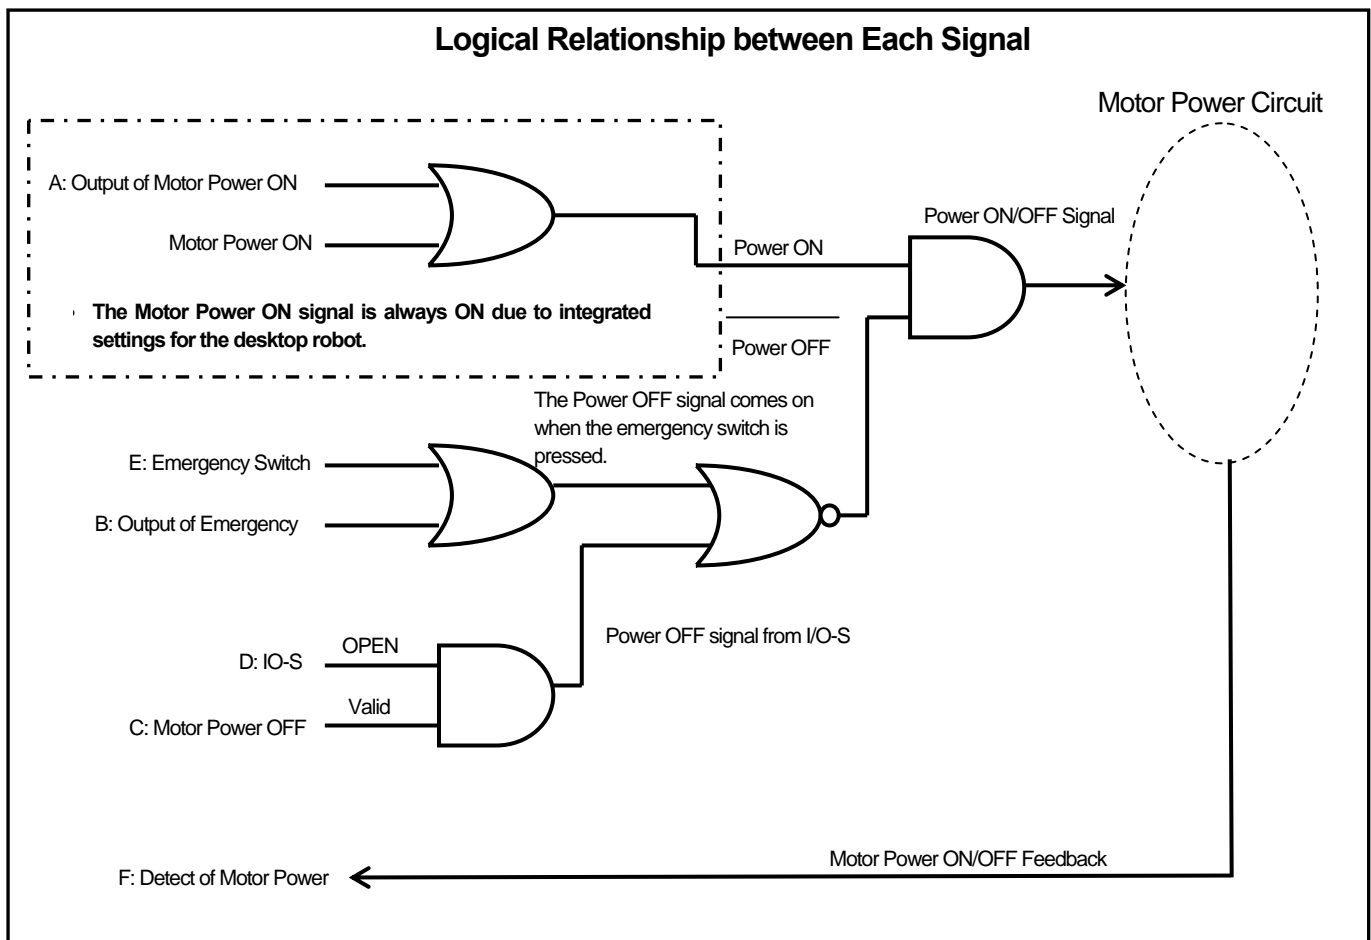 Logical Relationship between Each Signal
Motor Power Circuit
A: Output of Motor Power ON
Motor Power ON
Power ON/OFF Signal
Power ON
The Motor Power ON signal is always ON due to integrated
settings for the desktop robot.
Power OFF
The Power OFF signal comes on
when the emergency switch is
pressed.
E: Emergency Switch
B: Output of Emergency
Power OFF signal from I/O-S
OPEN
D: IO-S
Valid
C: Motor Power OFF
Motor Power ON/OFF Feedback
F: Detect of Motor Power